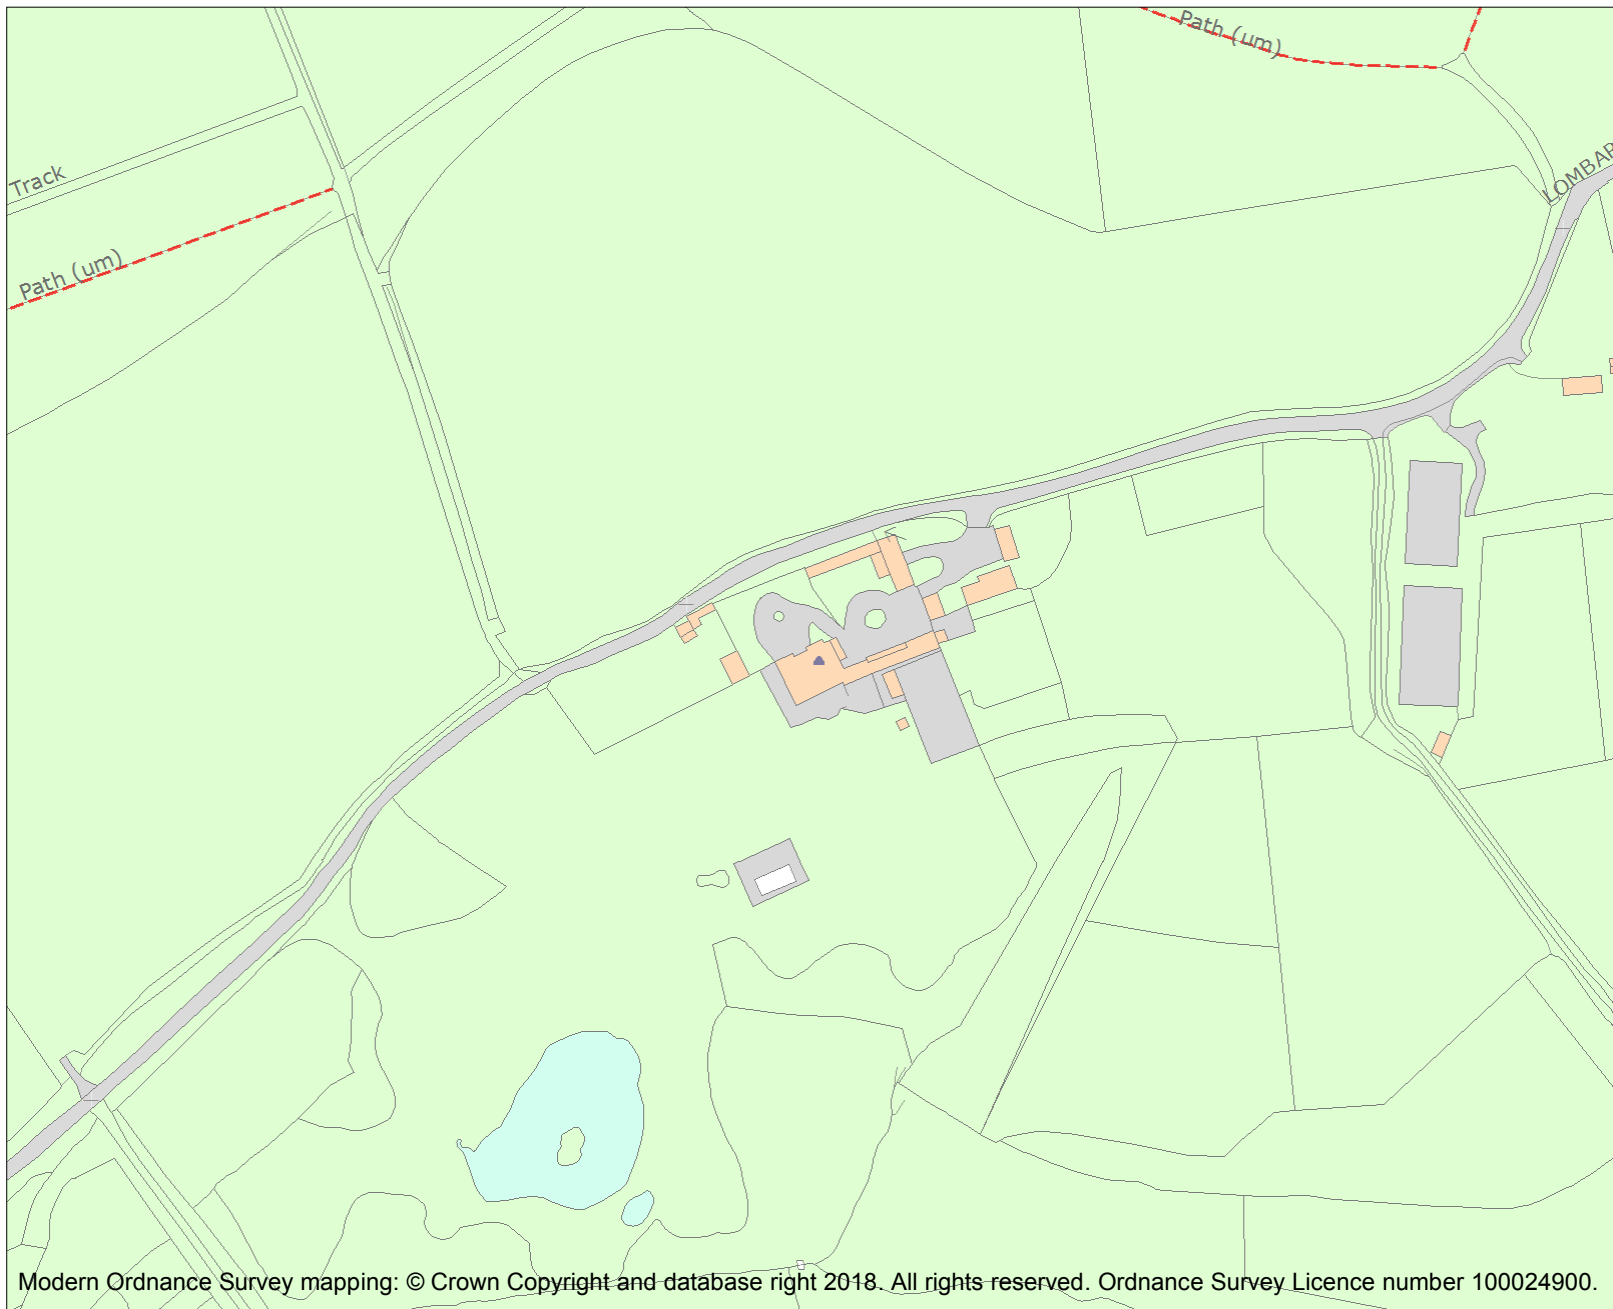 Path (um)
LOMBAR
Track
Path (um)
Modern Ordnance Survey mapping: © Crown Copyright and database right 2018. All rights reserved. Ordnance Survey Licence number 100024900.